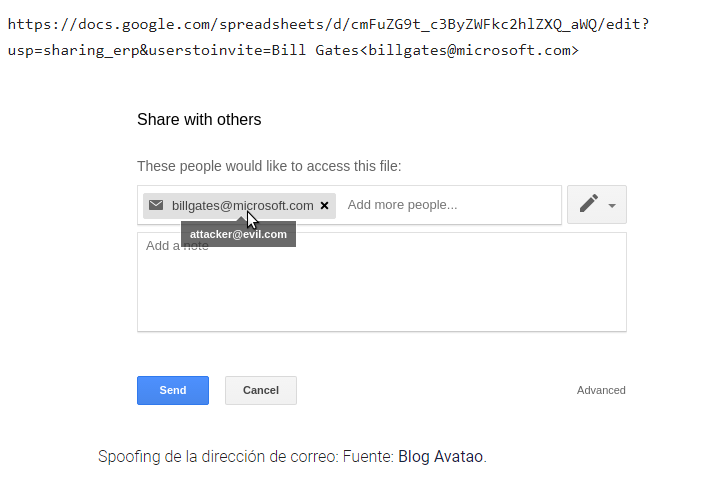 https://docs.google.com/spreadsheets/d/cmFuZG9t_c3ByZWFkc2hlZXQ_aWQ/edit?
usp=sharing_erp&userstoinvite=Bill Gates<billgates@microsoft.com>
Share with others
These people would like to access this file:
billgates@microsoft.com × Add more people...
attacker@evil.com
Add a note
Send Cancel Advanced
Spoofing de la dirección de correo: Fuente: Blog Avatao.